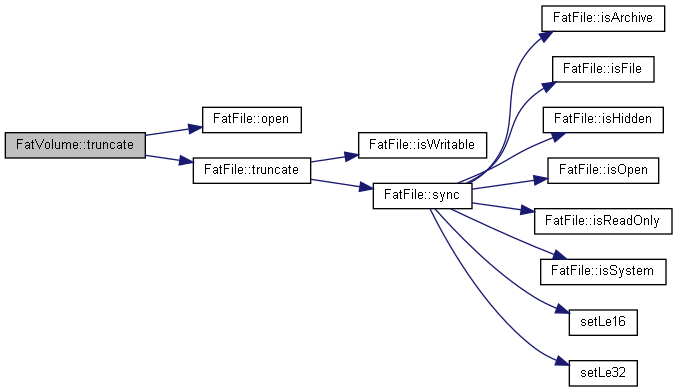 FatVolume::truncate
FatFile::open
FatFile::truncate
FatFile::isWritable
FatFile::sync
FatFile::isArchive
FatFile::isFile
FatFile::isHidden
FatFile::isOpen
FatFile::isReadOnly
FatFile::isSystem
setLe16
setLe32